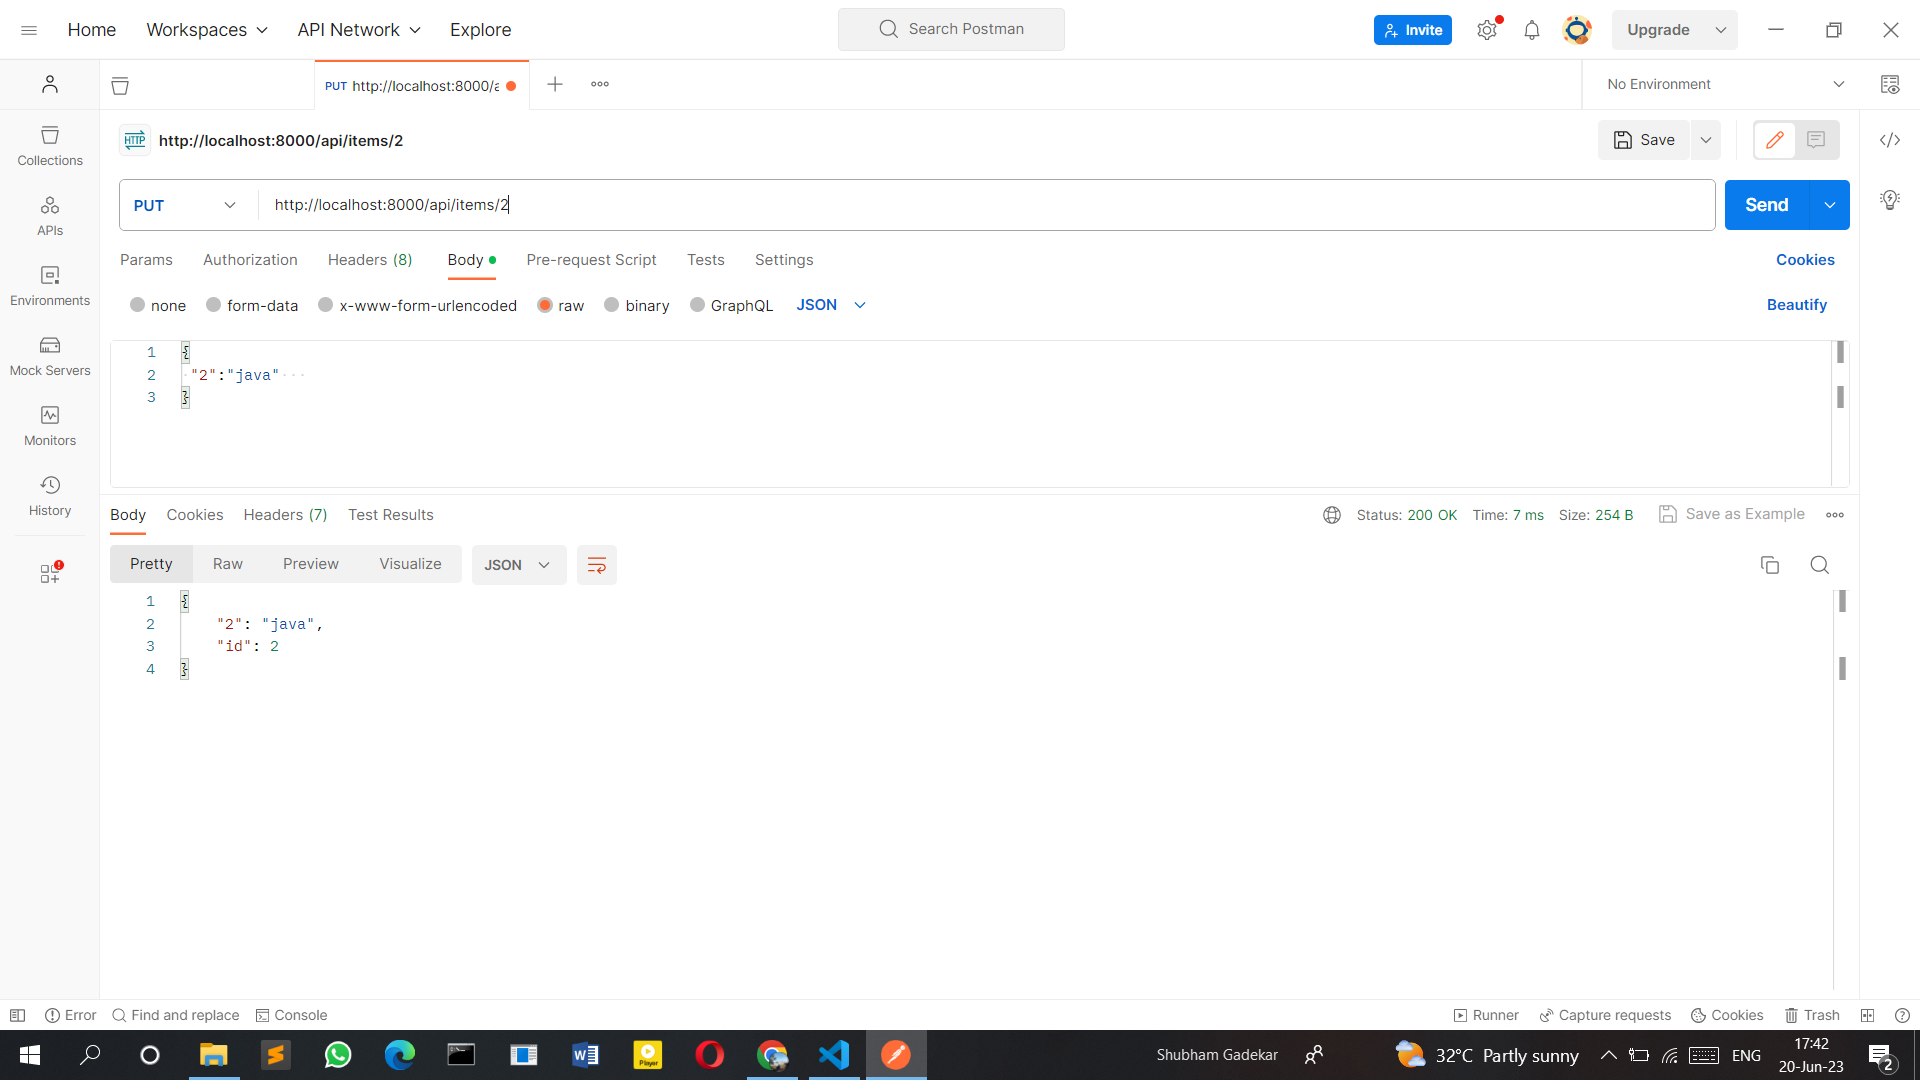 Home Workspaces API Network Explore Search Postman Invite Upgrade
PUT http://localhost:8000/a No Environment
HTTP http://localhost:8000/api/items/2 Save
PUT http://localhost:8000/api/items/2 Send
Params Authorization Headers (8) Body Pre-request Script Tests Settings Cookies
none form-data x-www-form-urlencoded raw binary GraphQL JSON Beautify
Collections
APIs
Environments
Mock Servers
Monitors
History
1 {
2 "2":"java"
3 }
Body Cookies Headers (7) Test Results Status: 200 OK Time: 7 ms Size: 254 B Save as Example
Pretty Raw Preview Visualize JSON
1 {
2 "2": "java",
3 "id": 2
4 }
Error Find and replace Console Runner Capture requests Cookies Trash
Player
Shubham Gadekar 32°C Partly sunny ENG
17:42
20-Jun-23
2